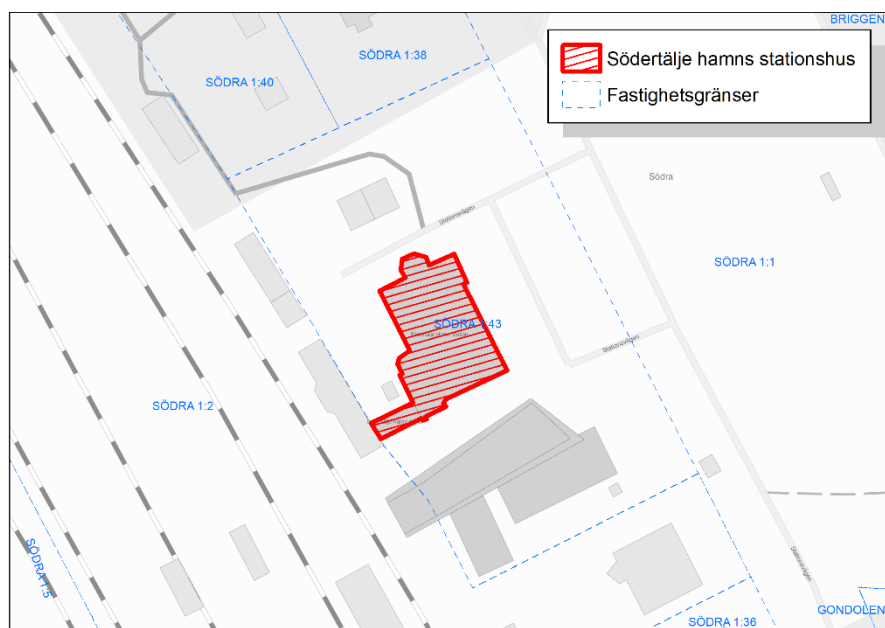 BRIGGEN
Södertälje hamns stationshus
Fastighetsgränser
SÖDRA 1:38
SÖDRA 1:40
Södra
Stationsvägen
SÖDRA 1:1
SÖDRA 1:43
Stationsvägen
SÖDRA 1:2
SÖDRA 1:5
Stationsvägen
GONDOLEN
SÖDRA 1:36